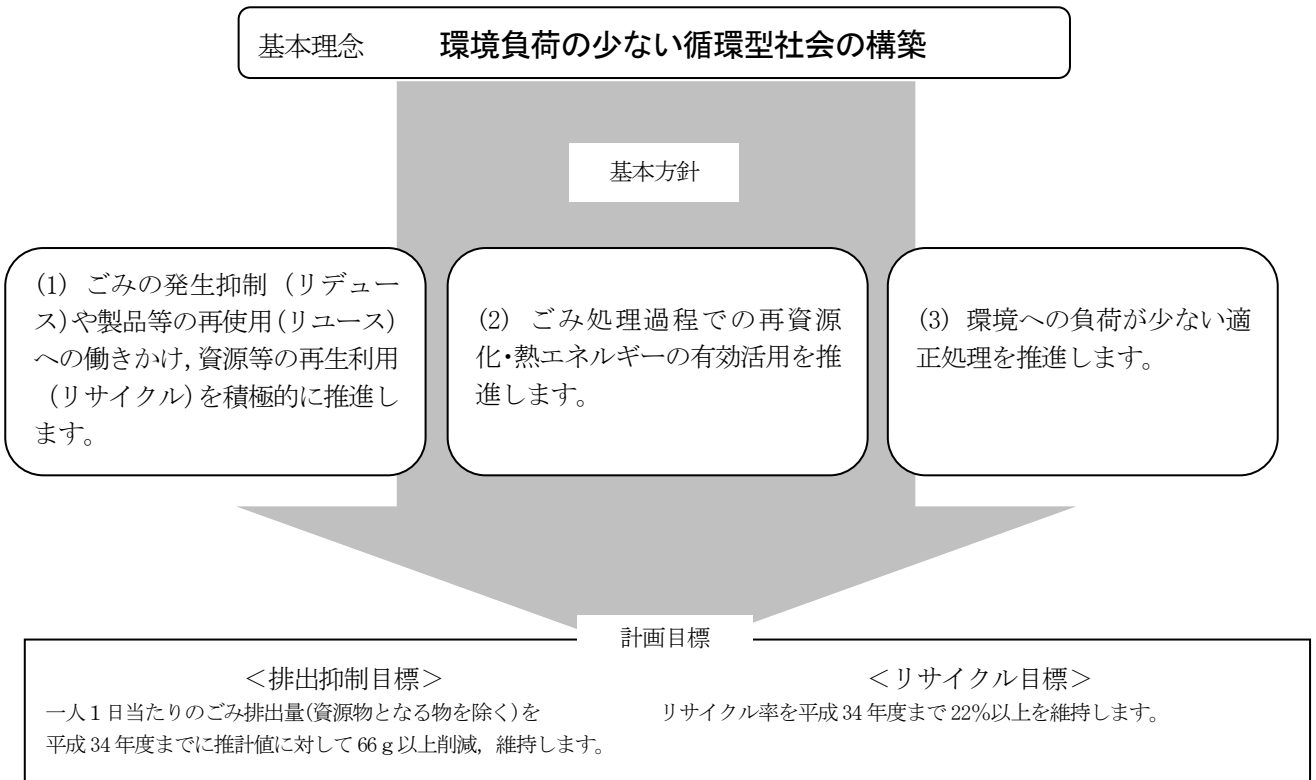 基本理念 環境負荷の少ない循環型社会の構築
基本方針
(1) ごみの発生抑制 (リデュー
ス)や製品等の再使用(リユース)
への働きかけ,資源等の再生利用
(リサイクル)を積極的に推進し
ます。
(2) ごみ処理過程での再資源
化・熱エネルギーの有効活用を推
進します。
(3) 環境への負荷が少ない適
正処理を推進します。
計画目標
<排出抑制目標>
一人1日当たりのごみ排出量(資源物となる物を除く)を
平成 34 年度までに推計値に対して 66g以上削減, 維持します。
<リサイクル目標>
リサイクル率を平成 34 年度まで 22%以上を維持します。